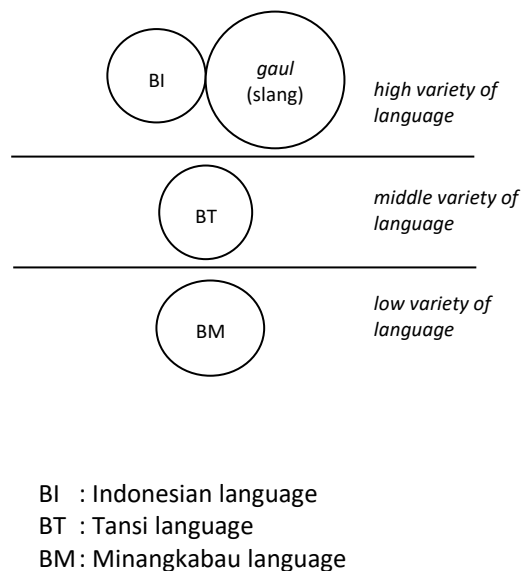 BI
gaul
(slang)
high variety of
language
BT
middle variety of
language
BM
low variety of
language
BI : Indonesian language
BT : Tansi language
BM : Minangkabau language